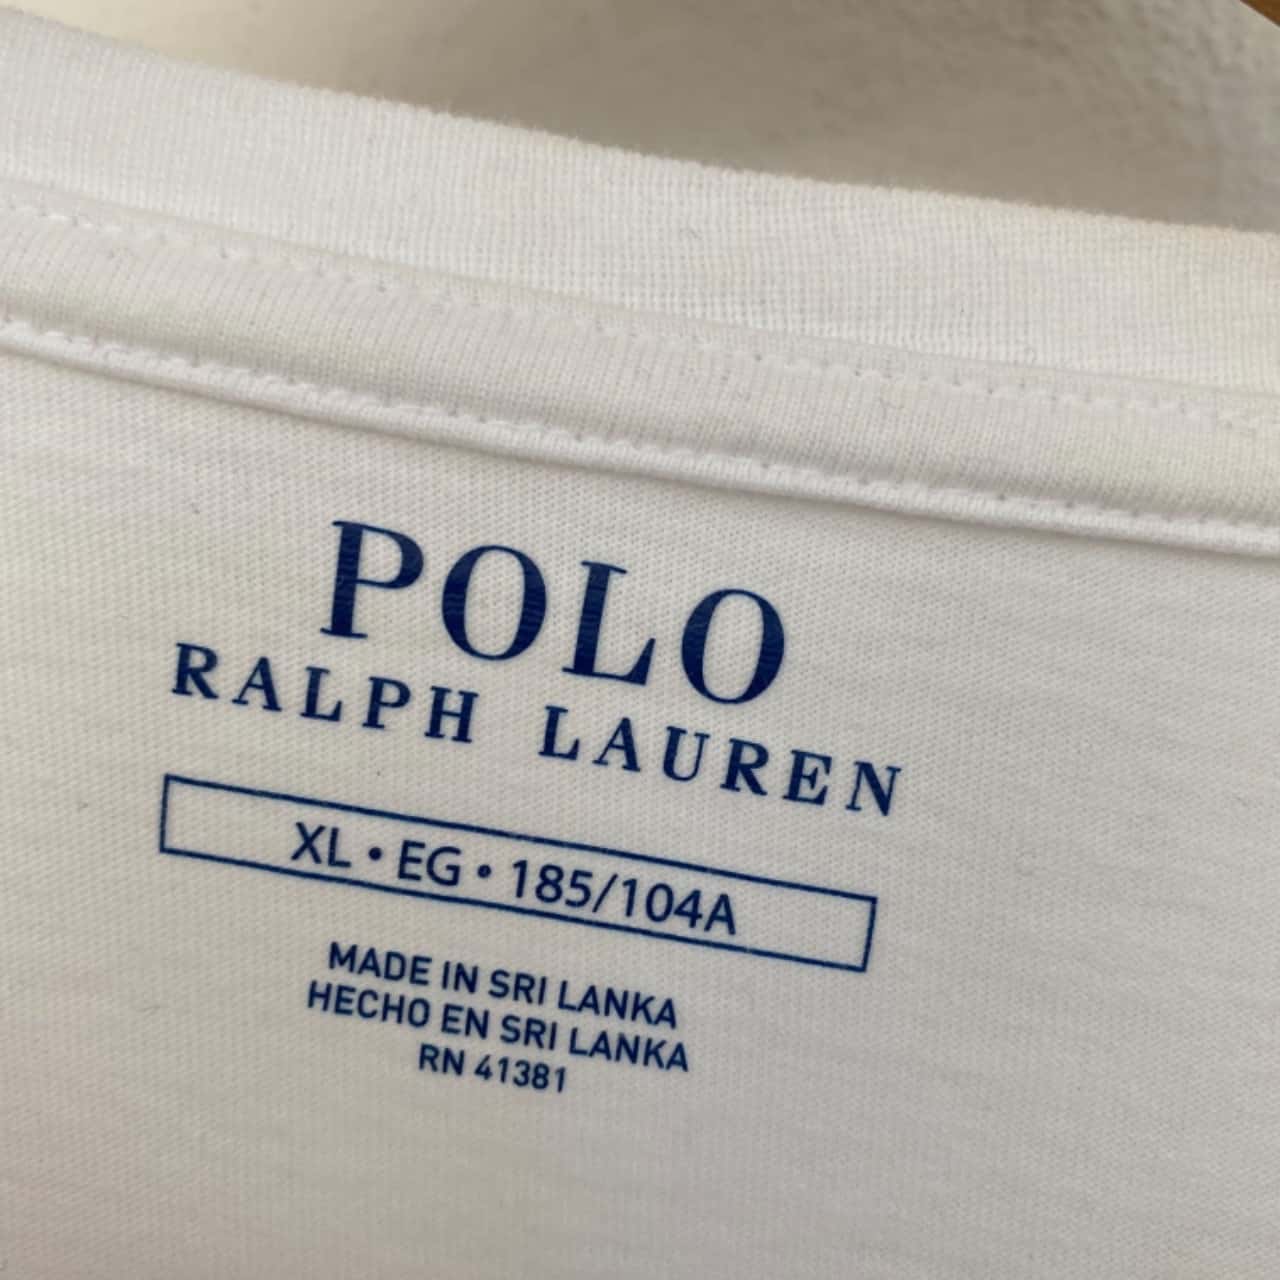 POLO
RALPH LAUREN
XL • EG • 185/104A
MADE IN SRI LANKA
HECHO EN SRI LANKA
RN 41381